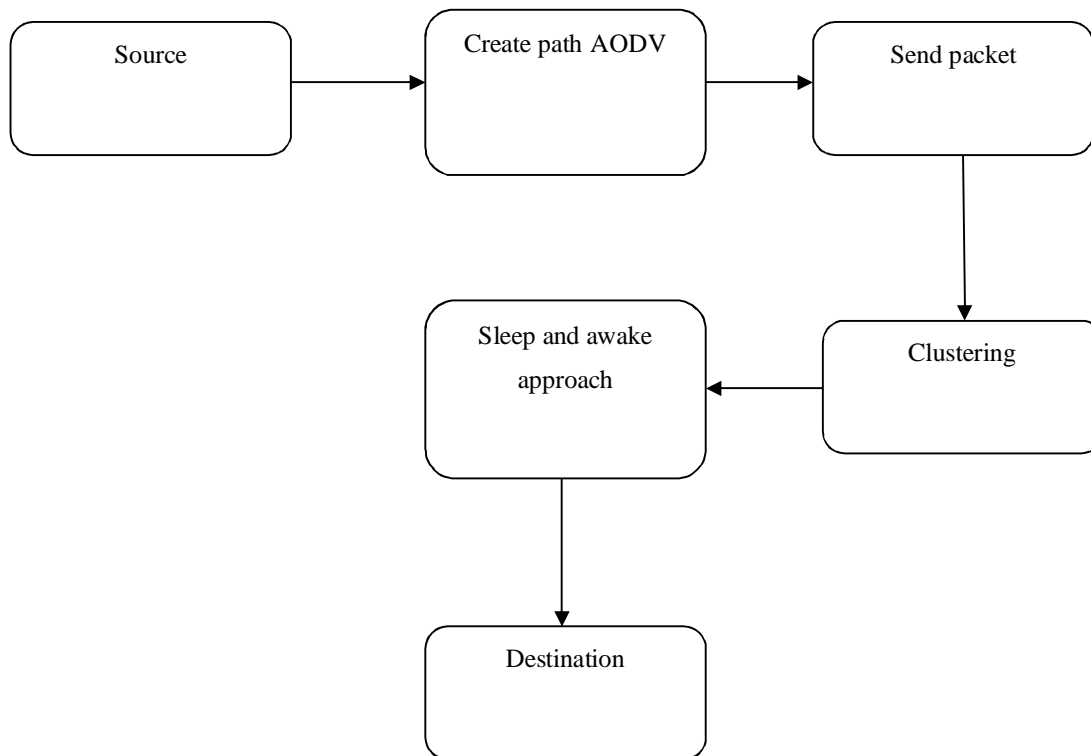 Source
Create path AODV
Send packet
Clustering
Sleep and awake
approach
Destination